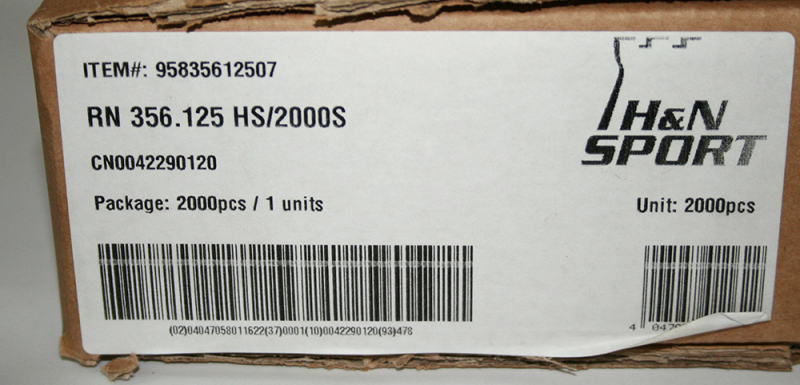 ITEM#: 95835612507
RN 356.125 HS/2000S
CN0042290120
Package: 2000pcs / 1 units
H&N
SPORT
Unit: 2000pcs
(02)04047058011622(37)0001(10)0042290120(93)478